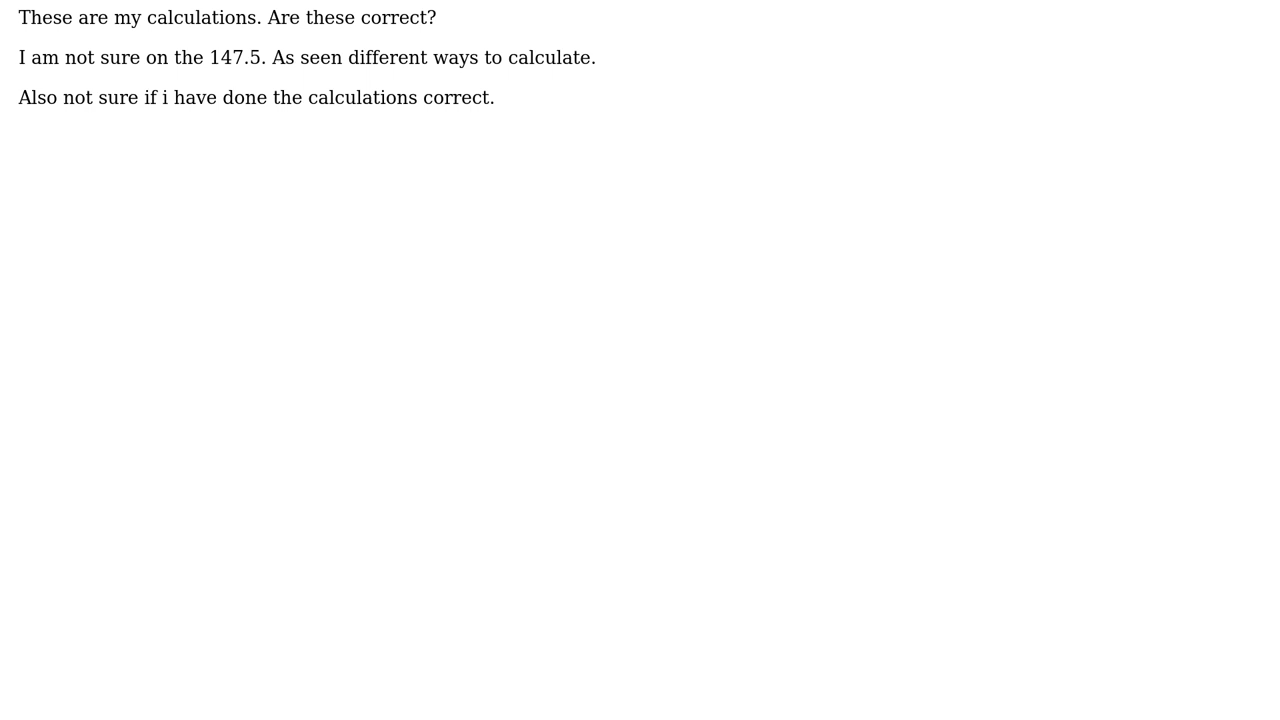 These are my calculations. Are these correct?
I am not sure on the 147.5. As seen different ways to calculate.
Also not sure if i have done the calculations correct.